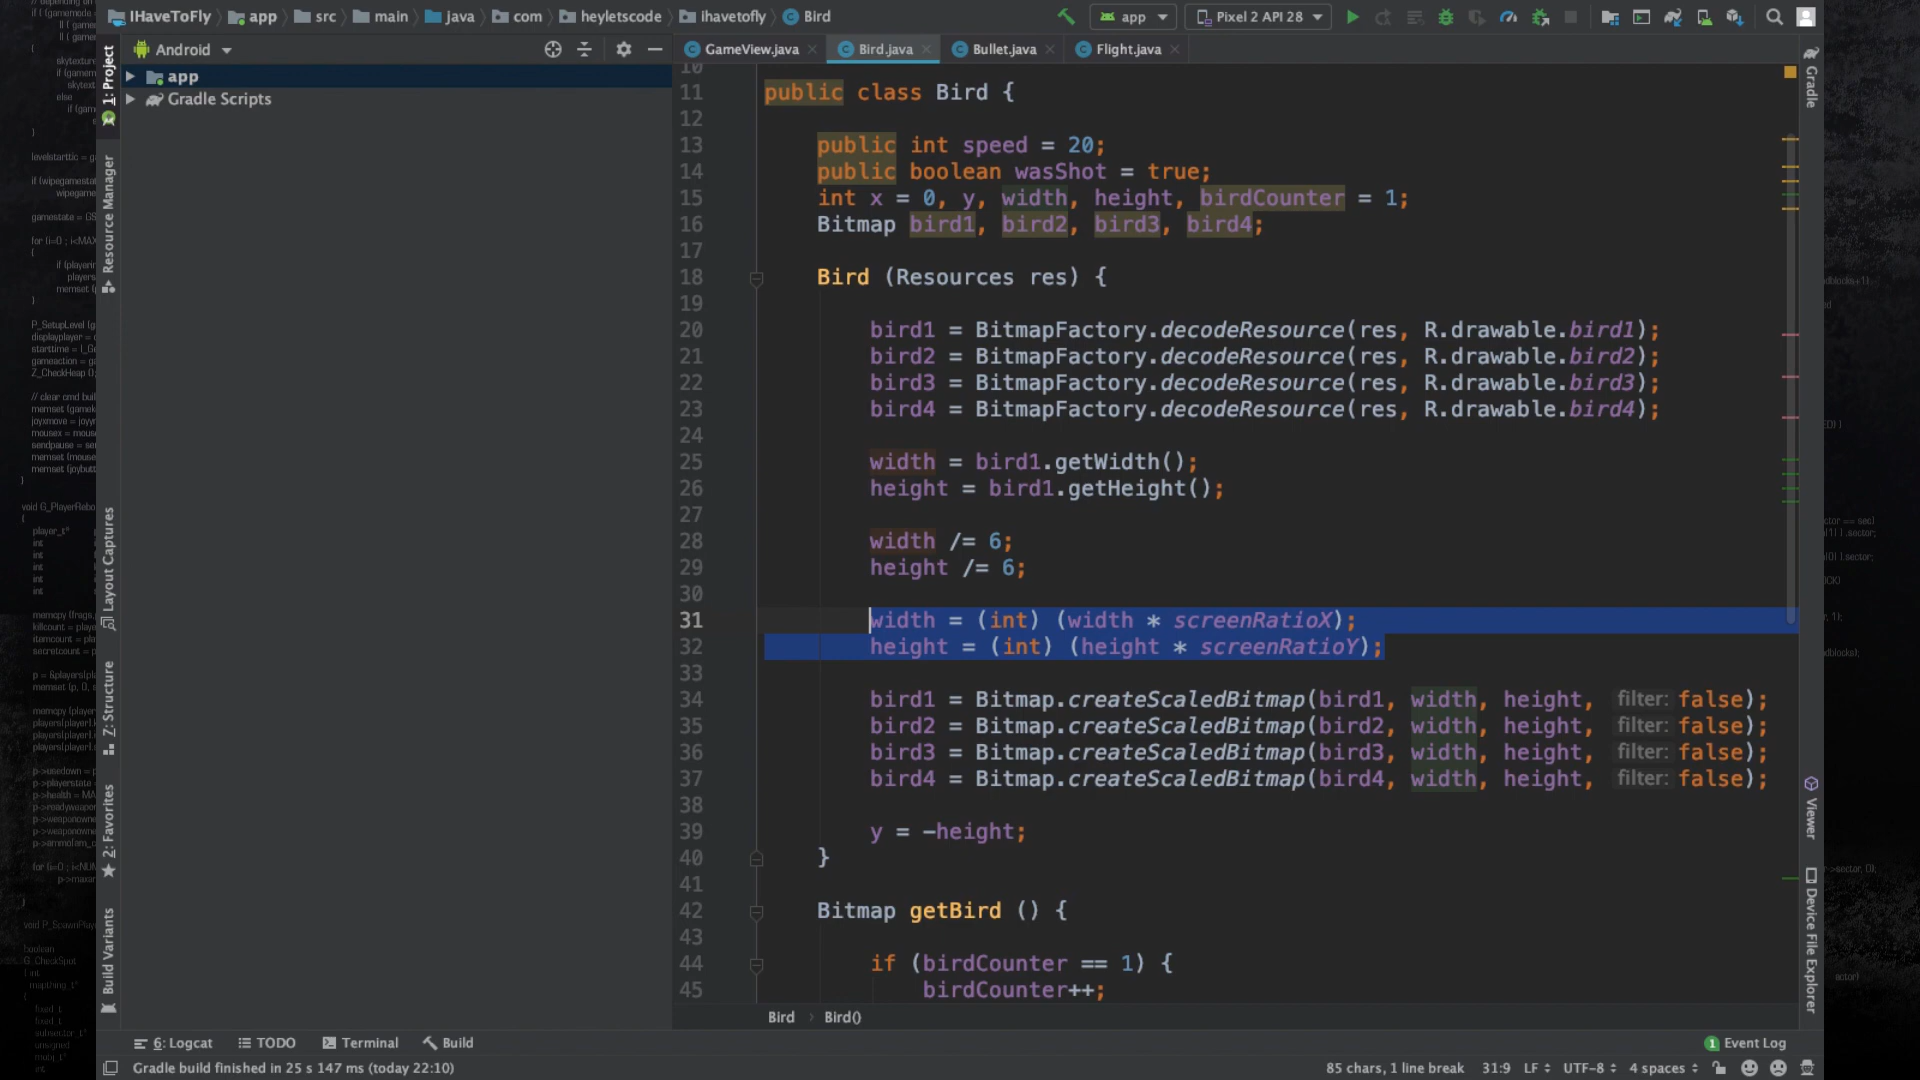 IHaveToFly app src main java com heyletscode ihavetofly Bird app Pixel 2 API 28
Android
GameView.java Bird.java Bullet.java Flight.java
app
Gradle Scripts
1: Project
Resource Manager
Layout Captures
Z: Structure
2: Favorites
Build Variants
10
11 public class Bird {
12
13 public int speed = 20;
14 public boolean wasShot = true;
15 int x = 0, y, width, height, birdCounter = 1;
16 Bitmap bird1, bird2, bird3, bird4;
17
18 Bird (Resources res) {
19
20 bird1 = BitmapFactory.decodeResource(res, R.drawable.bird1);
21 bird2 = BitmapFactory.decodeResource(res, R.drawable.bird2);
22 bird3 = BitmapFactory.decodeResource(res, R.drawable.bird3);
23 bird4 = BitmapFactory.decodeResource(res, R.drawable.bird4);
24
25 width = bird1.getWidth();
26 height = bird1.getHeight();
27
28 width /= 6;
29 height /= 6;
30
31 width = (int) (width * screenRatioX);
32 height = (int) (height * screenRatioY);
33
34 bird1 = Bitmap.createScaledBitmap(bird1, width, height, filter: false);
35 bird2 = Bitmap.createScaledBitmap(bird2, width, height, filter: false);
36 bird3 = Bitmap.createScaledBitmap(bird3, width, height, filter: false);
37 bird4 = Bitmap.createScaledBitmap(bird4, width, height, filter: false);
38
39 y = -height;
40 }
41
42 Bitmap getBird () {
43
44 if (birdCounter == 1) {
45 birdCounter++;
Gradle
Viewer
Device File Explorer
Bird Bird()
6: Logcat TODO Terminal Build 1 Event Log
Gradle build finished in 25 s 147 ms (today 22:10) 85 chars, 1 line break 31:9 LF UTF-8 4 spaces